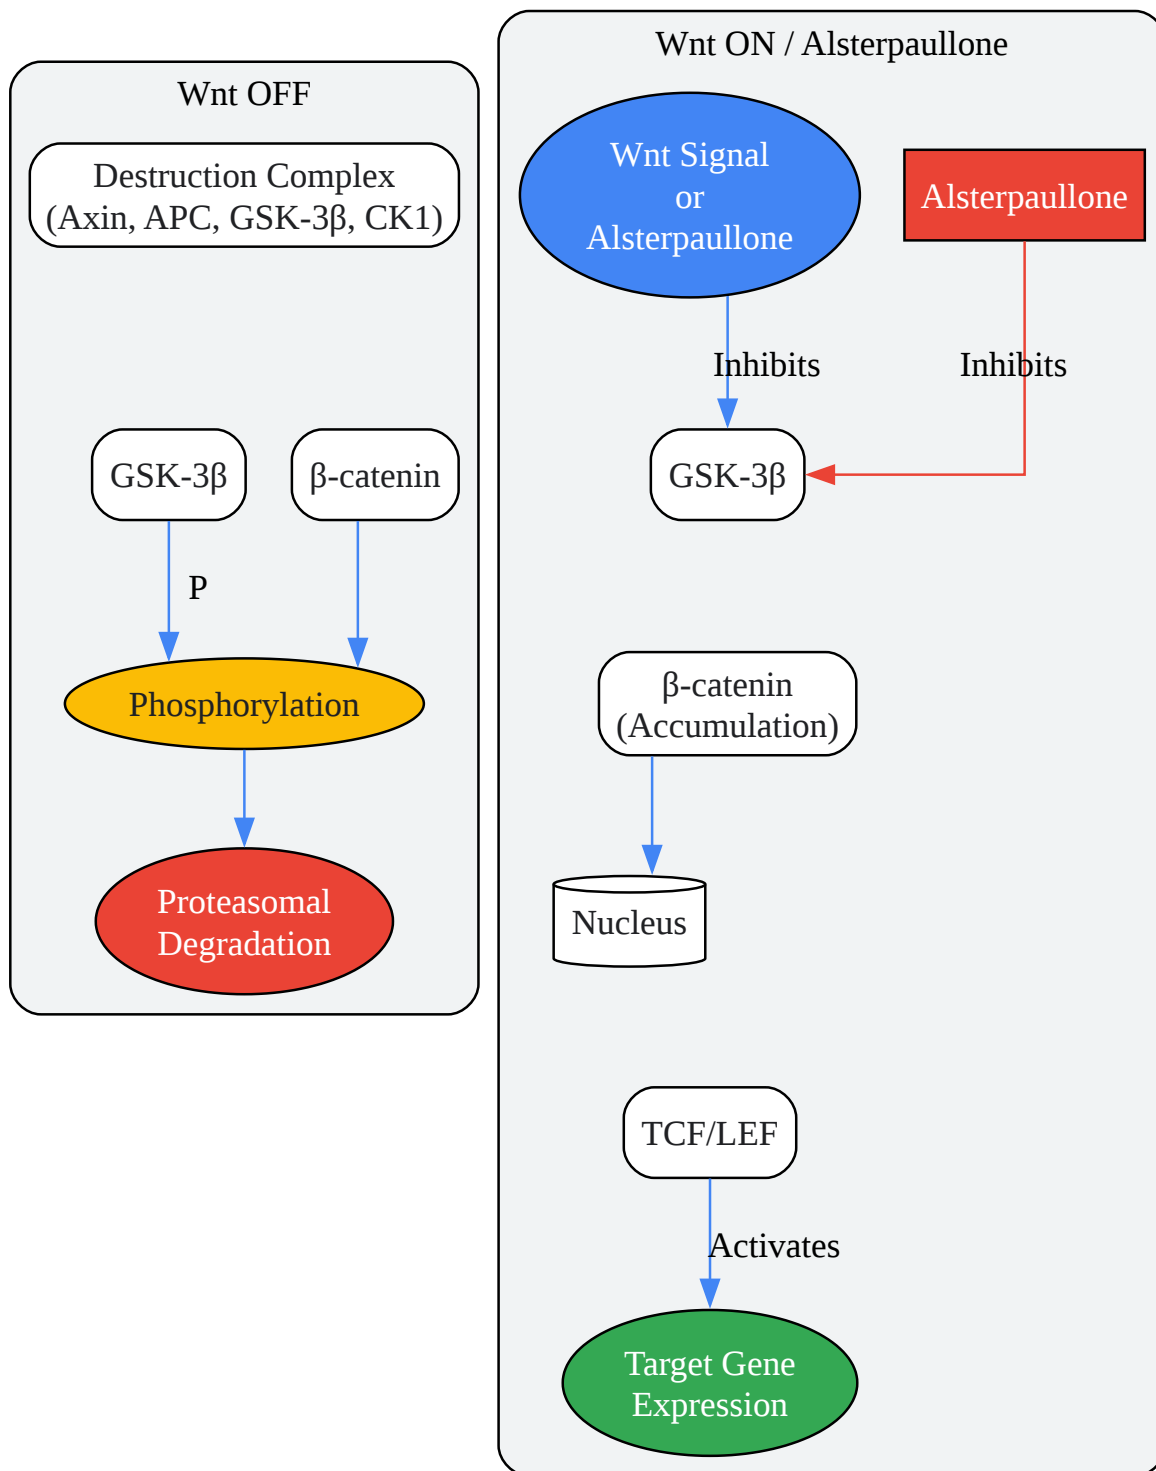 Wnt OFF
Destruction Complex
(Axin, APC, GSK-3β, CK1)
GSK-3β
β-catenin
P
Phosphorylation
Proteasomal
Degradation
Wnt ON / Alsterpaullone
Wnt Signal
or
Alsterpaullone
Alsterpaullone
Inhibits
Inhibits
GSK-3β
β-catenin
(Accumulation)
Nucleus
TCF/LEF
Activates
Target Gene
Expression